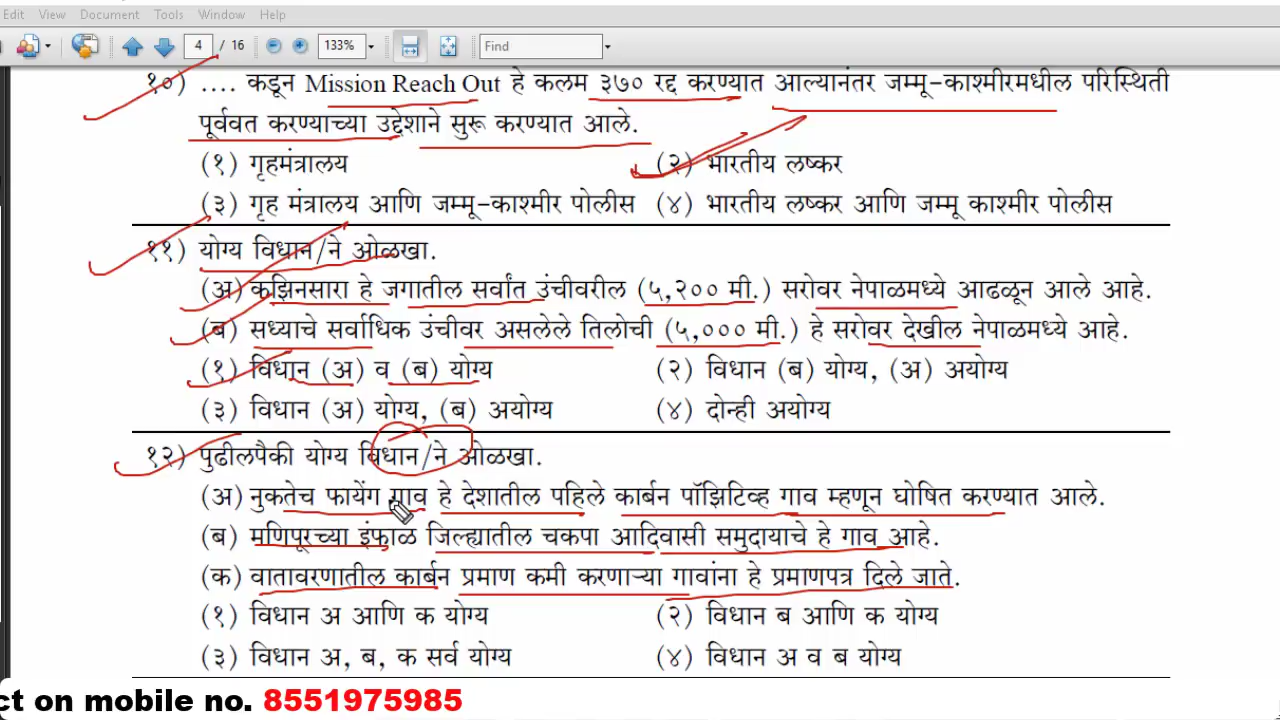 Edit View Document Tools Window Help
4 / 16 133% Find
१०) .... कडून Mission Reach Out हे कलम ३७० रद्द करण्यात आल्यानंतर जम्मू-काश्मीरमधील परिस्थिती
पूर्ववत करण्याच्या उद्देशाने सुरू करण्यात आले.
(१) गृहमंत्रालय (२) भारतीय लष्कर
(३) गृह मंत्रालय आणि जम्मू-काश्मीर पोलीस (४) भारतीय लष्कर आणि जम्मू काश्मीर पोलीस
११) योग्य विधान/ने ओळखा.
(अ) कझिनसारा हे जगातील सर्वांत उंचीवरील (५,२०० मी.) सरोवर नेपाळमध्ये आढळून आले आहे.
(ब) सध्याचे सर्वाधिक उंचीवर असलेले तिलोची (५,००० मी.) हे सरोवर देखील नेपाळमध्ये आहे.
(१) विधान (अ) व (ब) योग्य (२) विधान (ब) योग्य, (अ) अयोग्य
(३) विधान (अ) योग्य, (ब) अयोग्य (४) दोन्ही अयोग्य
१२) पुढीलपैकी योग्य विधान/ने ओळखा.
(अ) नुकतेच फायेंग गाव हे देशातील पहिले कार्बन पॉझिटिव्ह गाव म्हणून घोषित करण्यात आले.
(ब) मणिपूरच्या इंफाळ जिल्ह्यातील चकपा आदिवासी समुदायाचे हे गाव आहे.
(क) वातावरणातील कार्बन प्रमाण कमी करणाऱ्या गावांना हे प्रमाणपत्र दिले जाते.
(१) विधान अ आणि क योग्य (२) विधान ब आणि क योग्य
(३) विधान अ, ब, क सर्व योग्य (४) विधान अ व ब योग्य
ct on mobile no. 8551975985